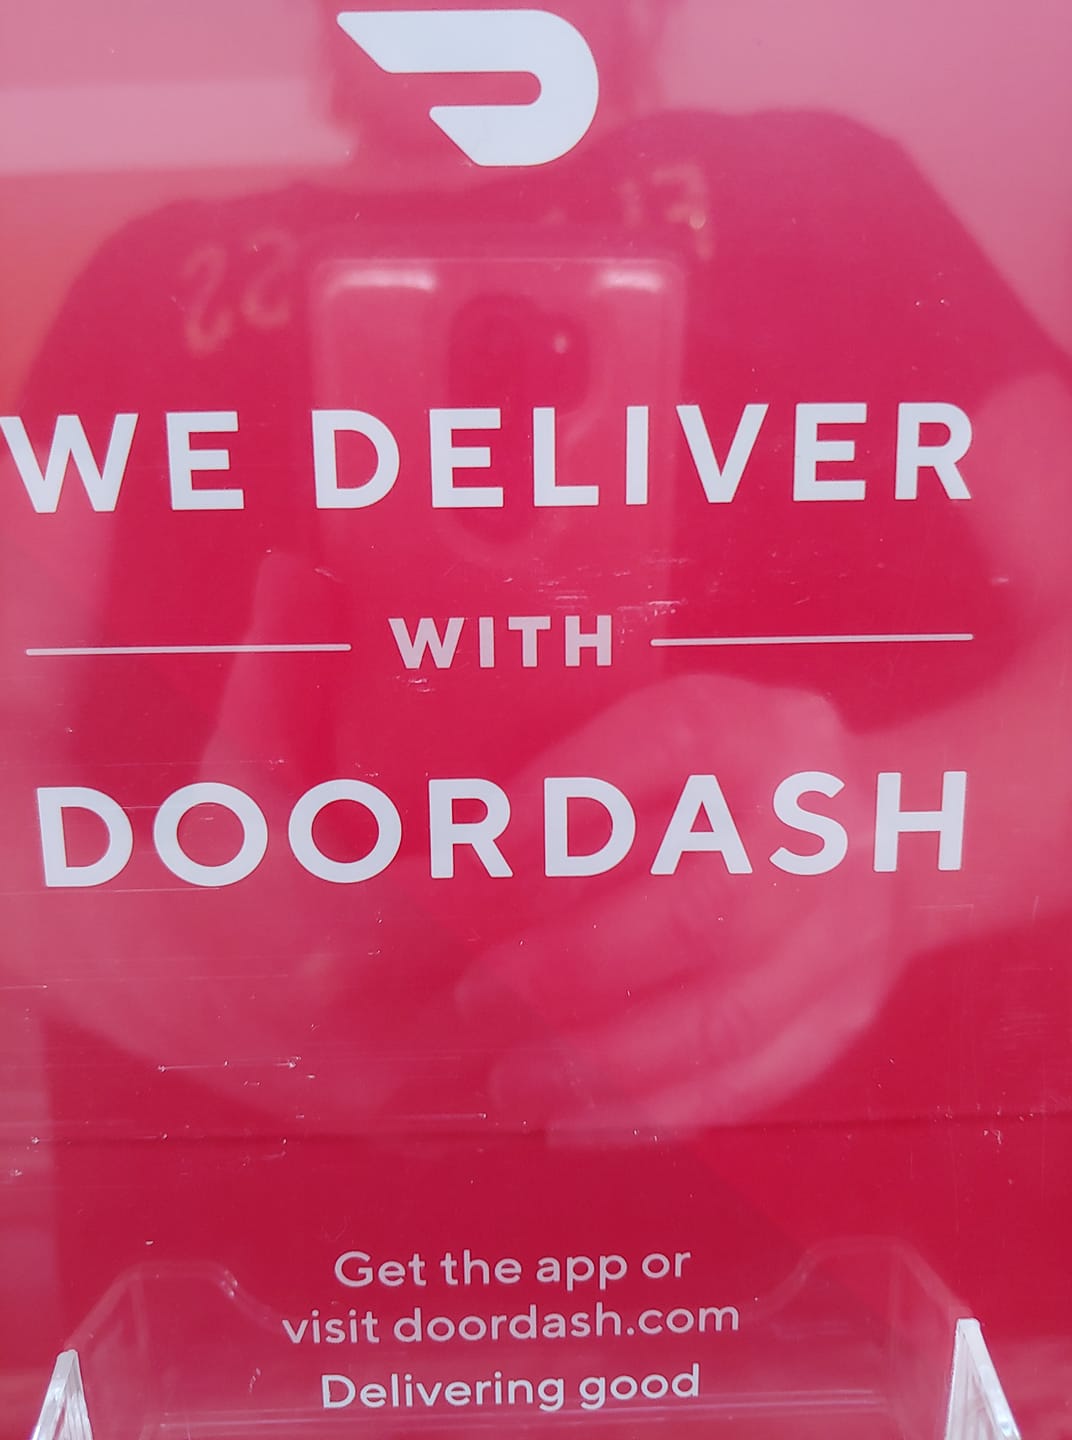 WE DELIVER
WITH
DOORDASH
Get the app or
visit doordash.com
Delivering good